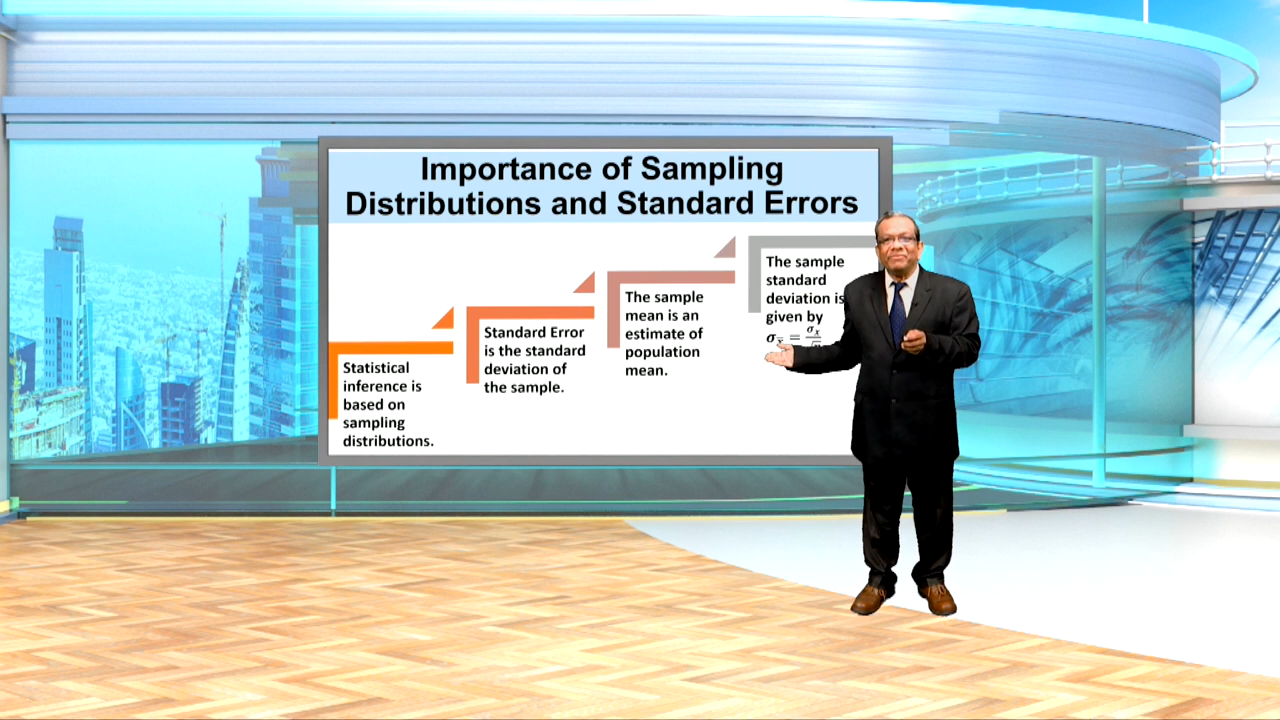 Importance of Sampling
Distributions and Standard Errors
Statistical
inference is
based on
sampling
distributions.
Standard Error
is the standard
deviation of
the sample.
The sample
mean is an
estimate of
population
mean.
The sample
standard
deviation is
given by
σx̅ = σx